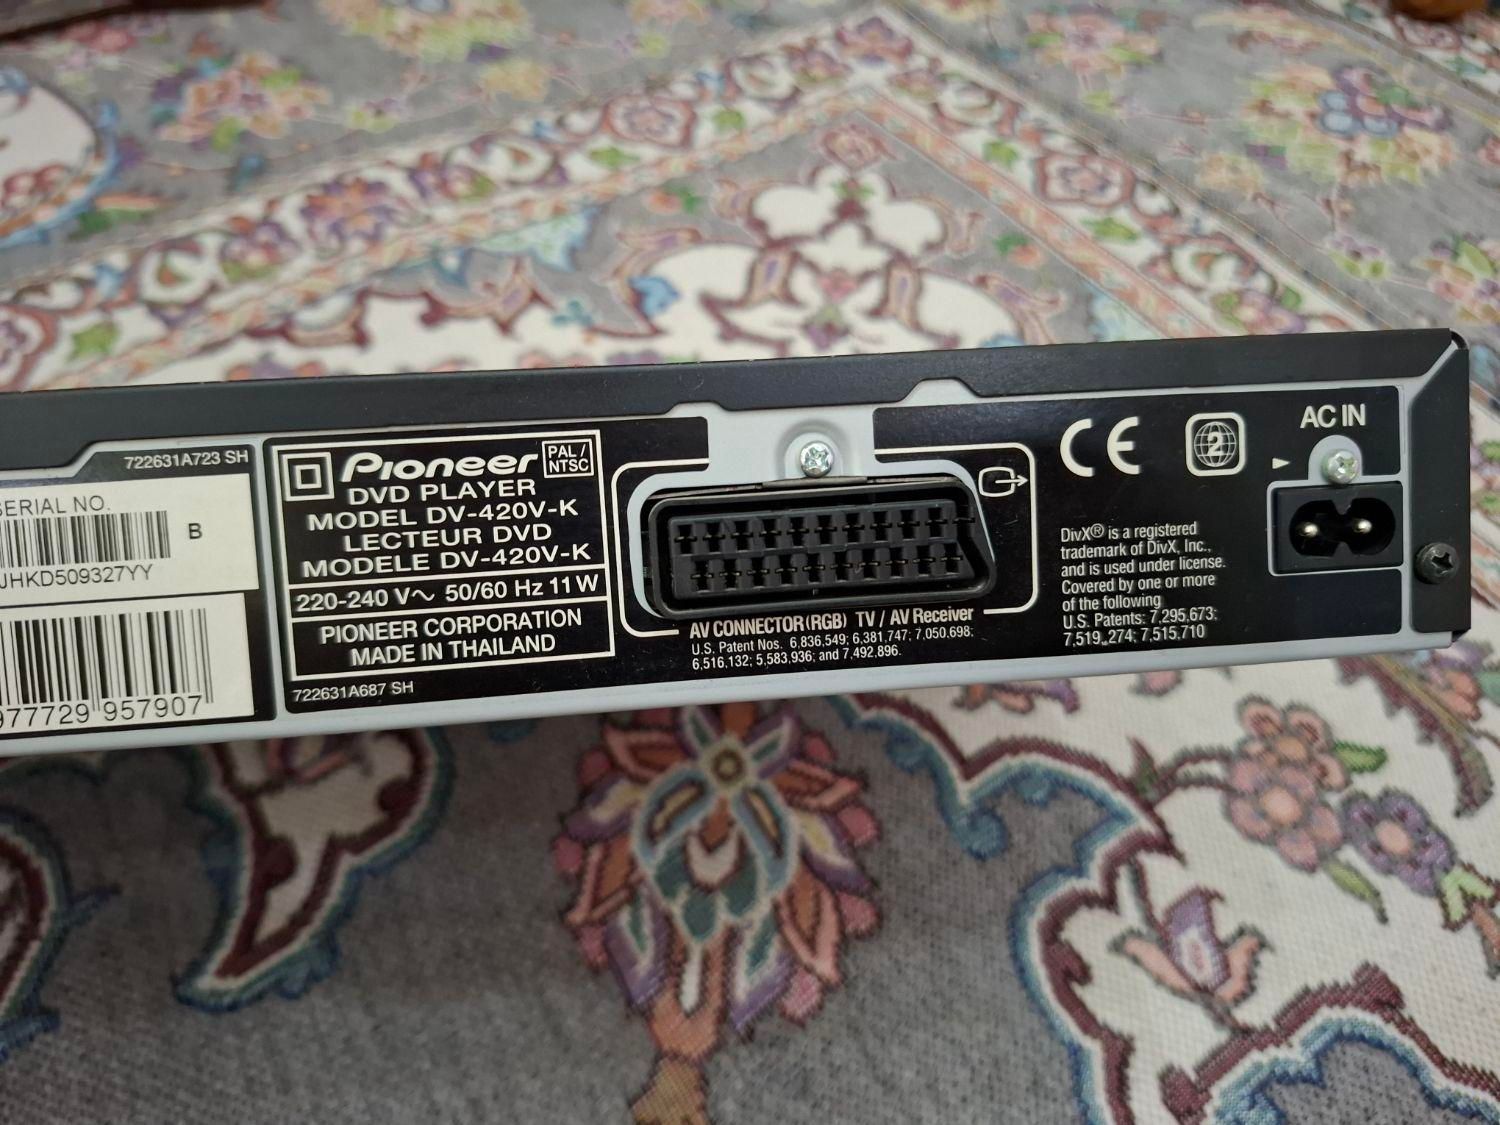 722631A723 SH
SERIAL NO.
B
JHKD509327YY
977729 957907
Pioneer
PAL/
NTSC
DVD PLAYER
MODEL DV-420V-K
LECTEUR DVD
MODELE DV-420V-K
220-240 V~ 50/60 Hz 11 W
PIONEER CORPORATION
MADE IN THAILAND
722631A687 SH
AV CONNECTOR (RGB) TV / AV Receiver
U.S. Patent Nos. 6,836,549; 6,381,747; 7,050,698;
6,516,132; 5,583,936; and 7,492,896.
CE
2
AC IN
DivX® is a registered
trademark of DivX, Inc.,
and is used under license.
Covered by one or more
of the following
U.S. Patents: 7,295,673;
7,519,,274; 7,515,710